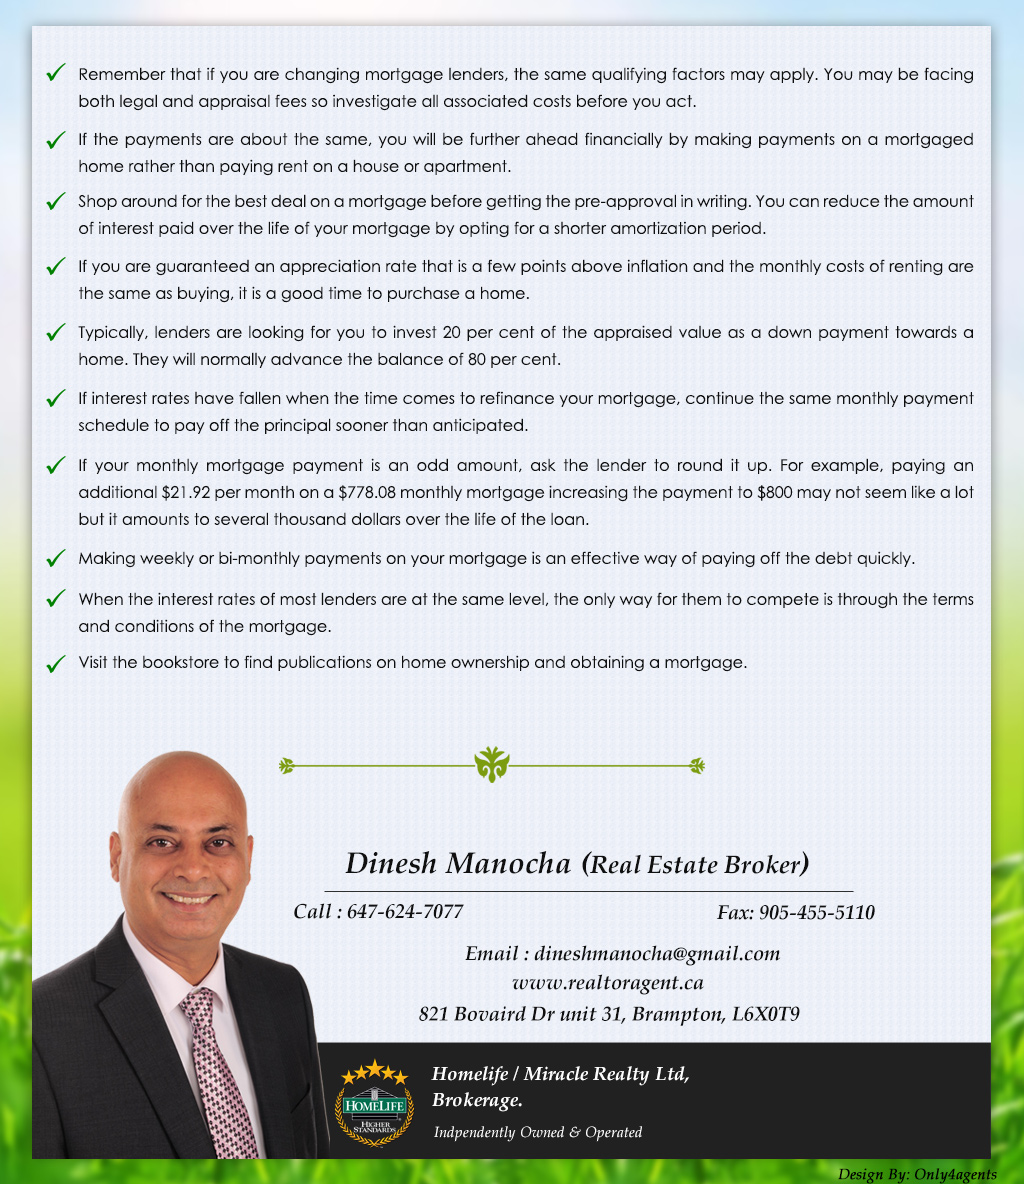 Remember that if you are changing mortgage lenders, the same qualifying factors may apply. You may be facing
both legal and appraisal fees so investigate all associated costs before you act.
If the payments are about the same, you will be further ahead financially by making payments on a mortgaged
home rather than paying rent on a house or apartment.
Shop around for the best deal on a mortgage before getting the pre-approval in writing. You can reduce the amount
of interest paid over the life of your mortgage by opting for a shorter amortization period.
If you are guaranteed an appreciation rate that is a few points above inflation and the monthly costs of renting are
the same as buying, it is a good time to purchase a home.
Typically, lenders are looking for you to invest 20 per cent of the appraised value as a down payment towards a
home. They will normally advance the balance of 80 per cent.
If interest rates have fallen when the time comes to refinance your mortgage, continue the same monthly payment
schedule to pay off the principal sooner than anticipated.
If your monthly mortgage payment is an odd amount, ask the lender to round it up. For example, paying an
additional $21.92 per month on a $778.08 monthly mortgage increasing the payment to $800 may not seem like a lot
but it amounts to several thousand dollars over the life of the loan.
Making weekly or bi-monthly payments on your mortgage is an effective way of paying off the debt quickly.
When the interest rates of most lenders are at the same level, the only way for them to compete is through the terms
and conditions of the mortgage.
Visit the bookstore to find publications on home ownership and obtaining a mortgage.
Dinesh Manocha (Real Estate Broker)
Call : 647-624-7077
Fax: 905-455-5110
Email : dineshmanocha@gmail.com
www.realtoragent.ca
821 Bovaird Dr unit 31, Brampton, L6X0T9
HOMELIFE
HIGHER
STANDARDS
Homelife / Miracle Realty Ltd,
Brokerage.
Indpendently Owned & Operated
Design By: Only4agents